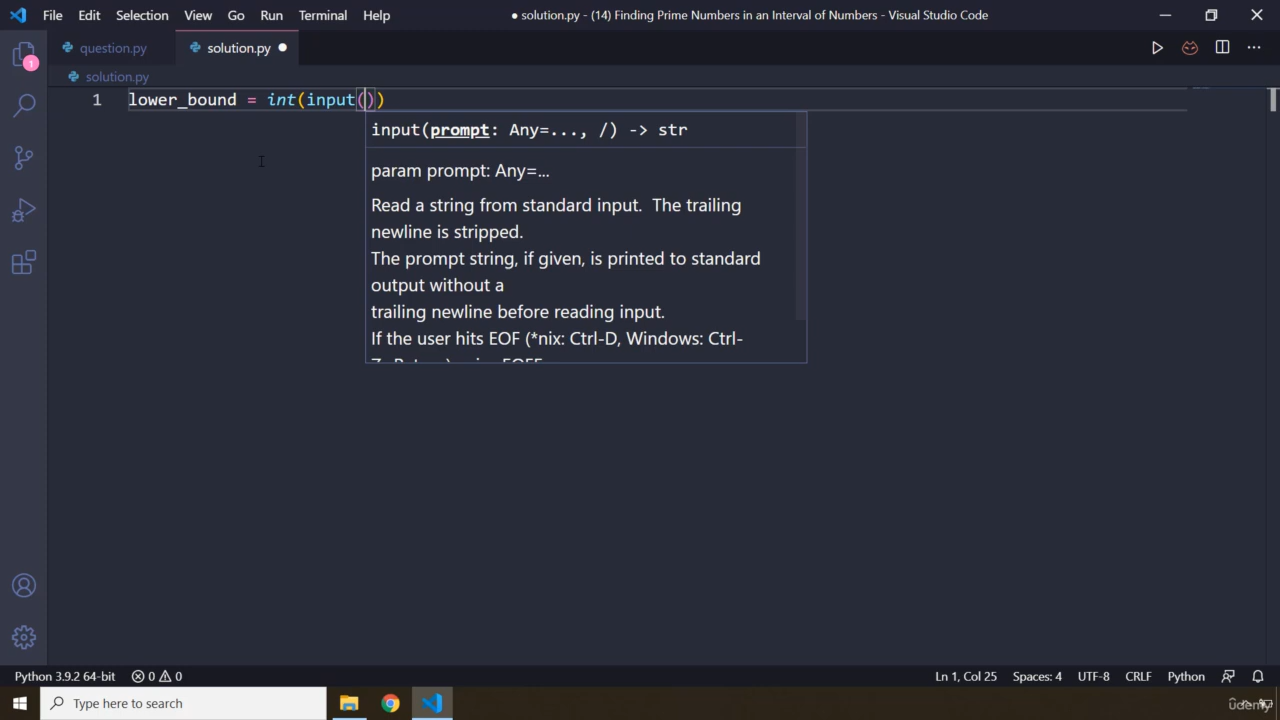 File Edit Selection View Go Run Terminal Help
● solution.py - (14) Finding Prime Numbers in an Interval of Numbers - Visual Studio Code
question.py solution.py
solution.py
1 lower_bound = int(input())
input(prompt: Any=..., /) -> str
param prompt: Any=...
Read a string from standard input. The trailing
newline is stripped.
The prompt string, if given, is printed to standard
output without a
trailing newline before reading input.
If the user hits EOF (*nix: Ctrl-D, Windows: Ctrl-
1
Python 3.9.2 64-bit 0 0 Ln 1, Col 25 Spaces: 4 UTF-8 CRLF Python
Type here to search
udemy